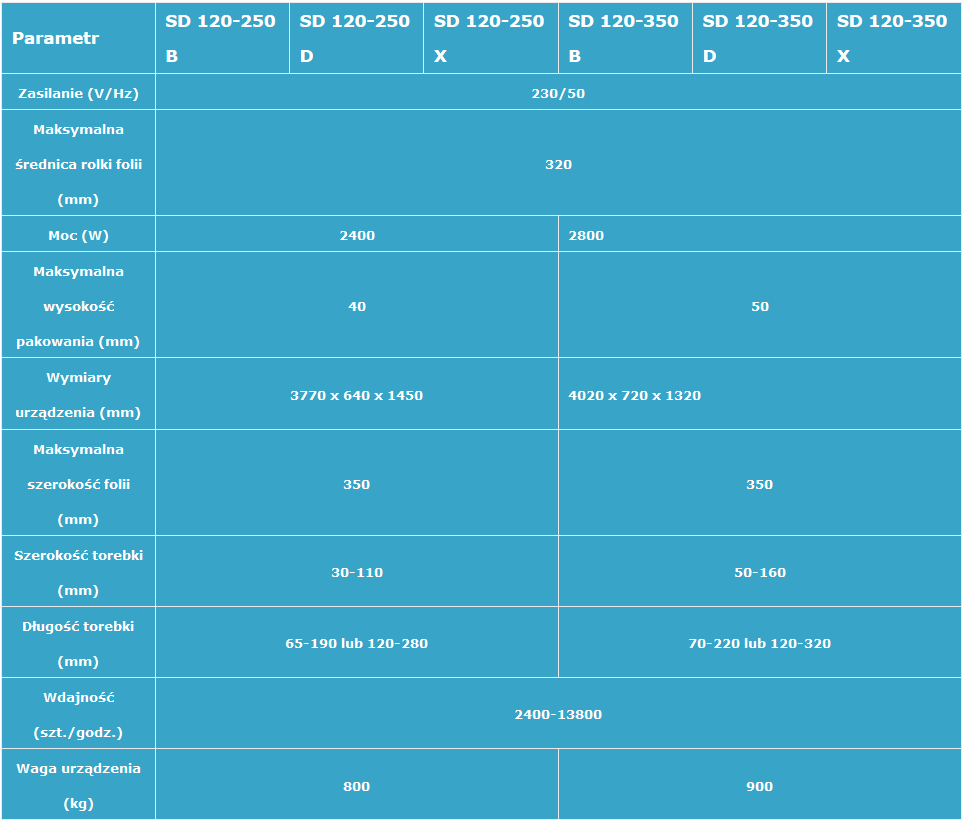 Parametr
SD 120-250
B
SD 120-250
D
SD 120-250
X
SD 120-350
B
SD 120-350
D
SD 120-350
X
Zasilanie (V/Hz)
230/50
Maksymalna
średnica rolki folii
(mm)
320
Moc (W)
2400
2800
Maksymalna
wysokość
pakowania (mm)
40
50
Wymiary
urządzenia (mm)
3770 x 640 x 1450
4020 x 720 x 1320
Maksymalna
szerokość folii
(mm)
350
350
Szerokość torebki
(mm)
30-110
50-160
Długość torebki
(mm)
65-190 lub 120-280
70-220 lub 120-320
Wdajność
(szt./godz.)
2400-13800
Waga urządzenia
(kg)
800
900